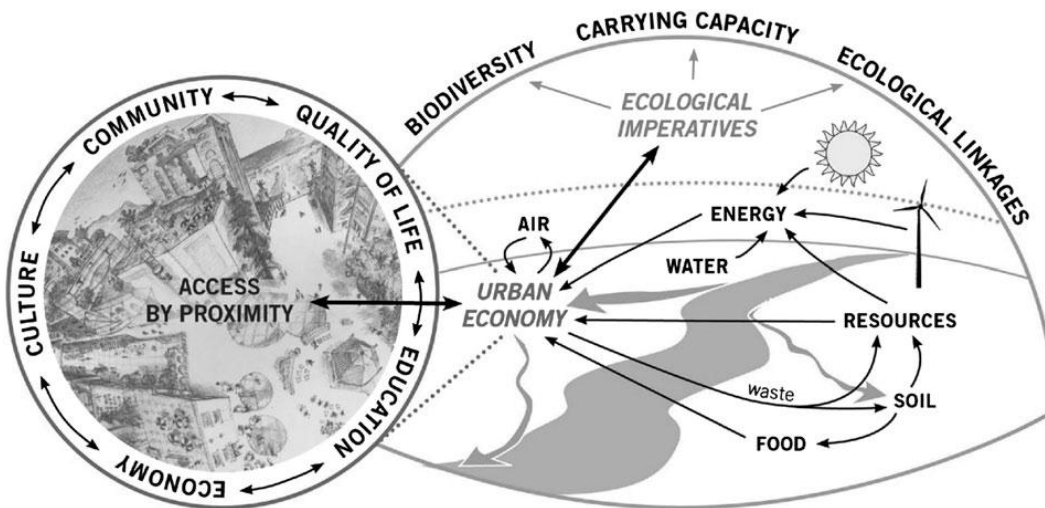 COMMUNITY
QUALITY OF LIFE
EDUCATION
ECONOMY
CULTURE
ACCESS
BY PROXIMITY
BIODIVERSITY
CARRYING CAPACITY
ECOLOGICAL LINKAGES
ECOLOGICAL
IMPERATIVES
AIR
URBAN
ECONOMY
ENERGY
WATER
RESOURCES
waste
SOIL
FOOD